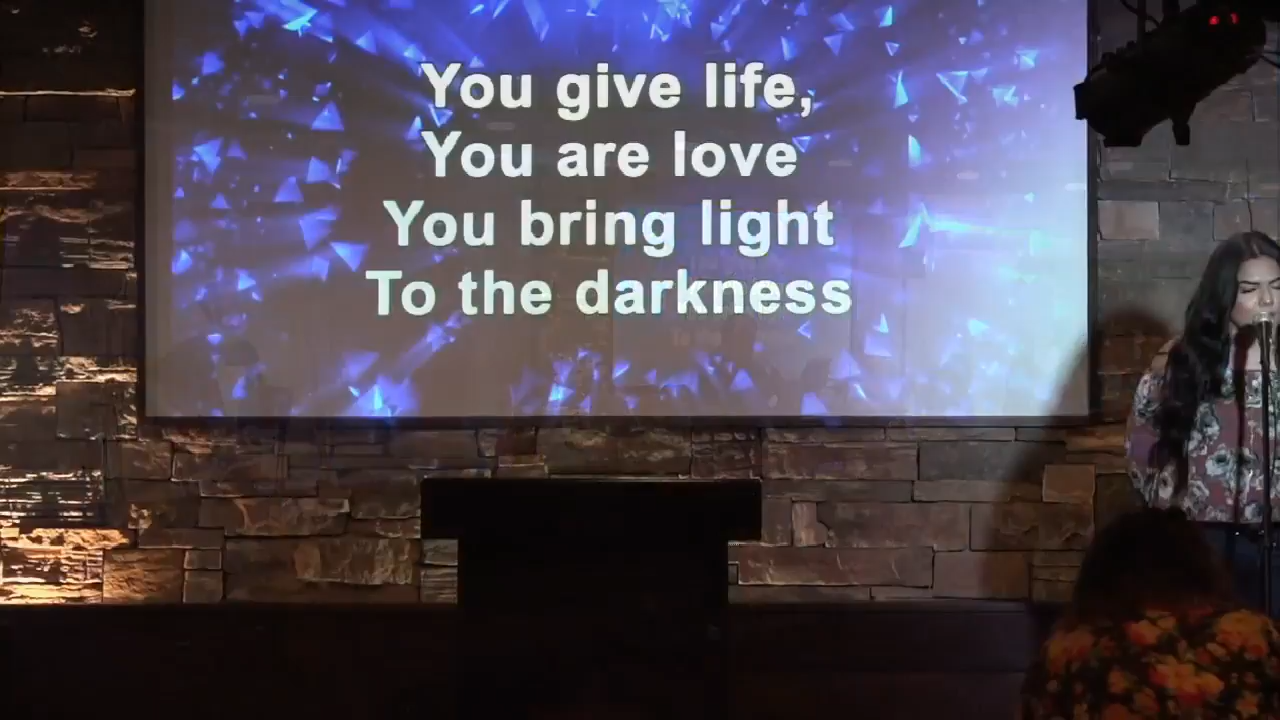 You give life,
You are love
You bring light
To the darkness